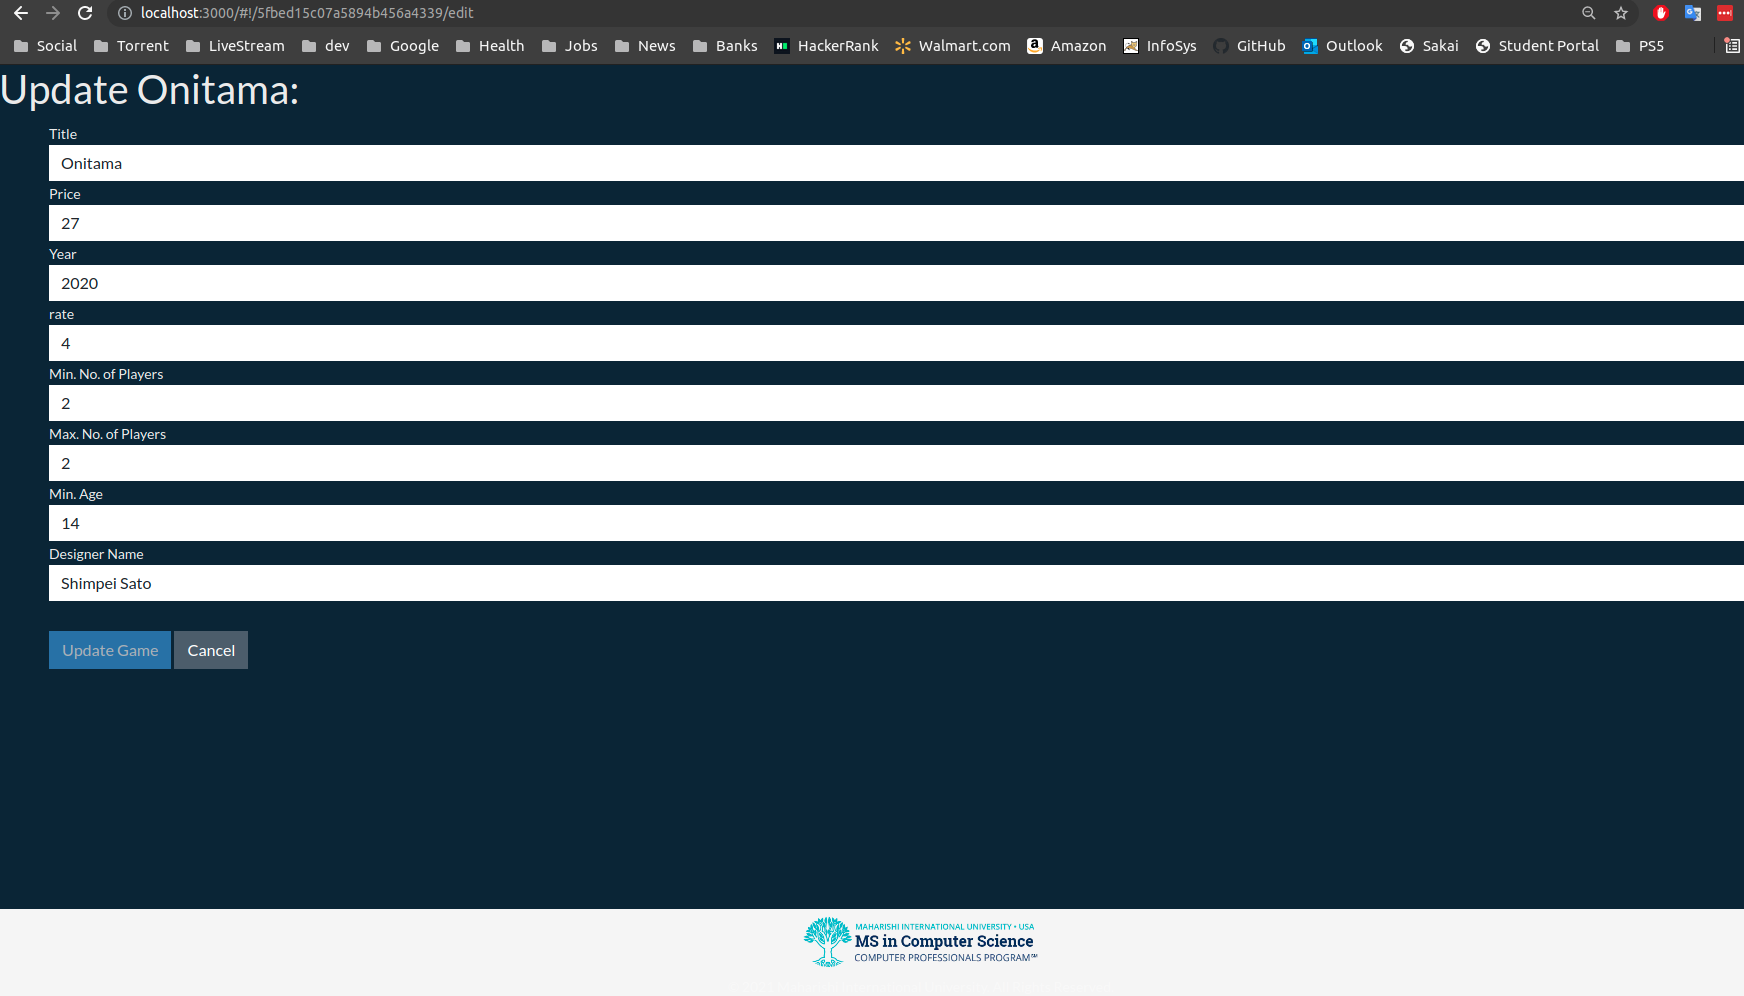 localhost:3000/#!/5fbed15c07a5894b456a4339/edit
Social Torrent LiveStream dev Google Health Jobs News Banks HackerRank Walmart.com Amazon InfoSys GitHub Outlook Sakai Student Portal PS5
Update Onitama:
Title
Onitama
Price
27
Year
2020
rate
4
Min. No. of Players
2
Max. No. of Players
2
Min. Age
14
Designer Name
Shimpei Sato
Update Game Cancel
MAHARISHI INTERNATIONAL UNIVERSITY • USA
MS in Computer Science
COMPUTER PROFESSIONALS PROGRAM℠